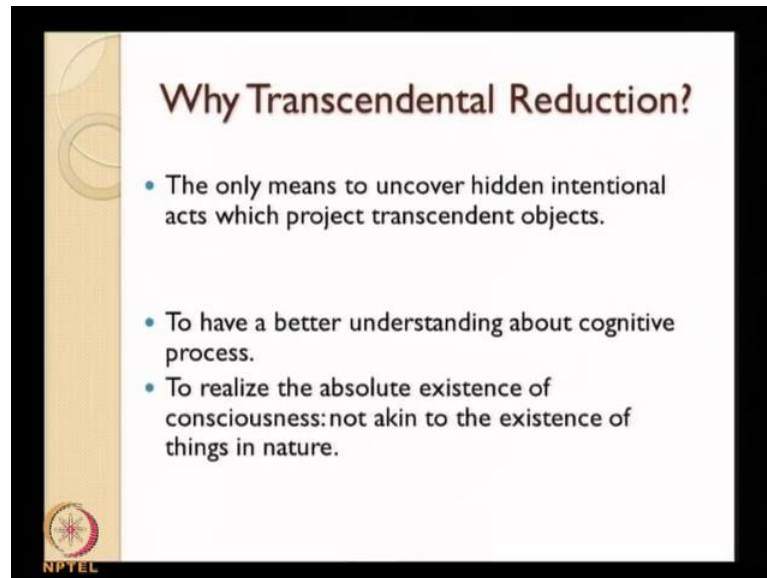 Why Transcendental Reduction?
• The only means to uncover hidden intentional
acts which project transcendent objects.
• To have a better understanding about cognitive
process.
• To realize the absolute existence of
consciousness: not akin to the existence of
things in nature.
NPTEL